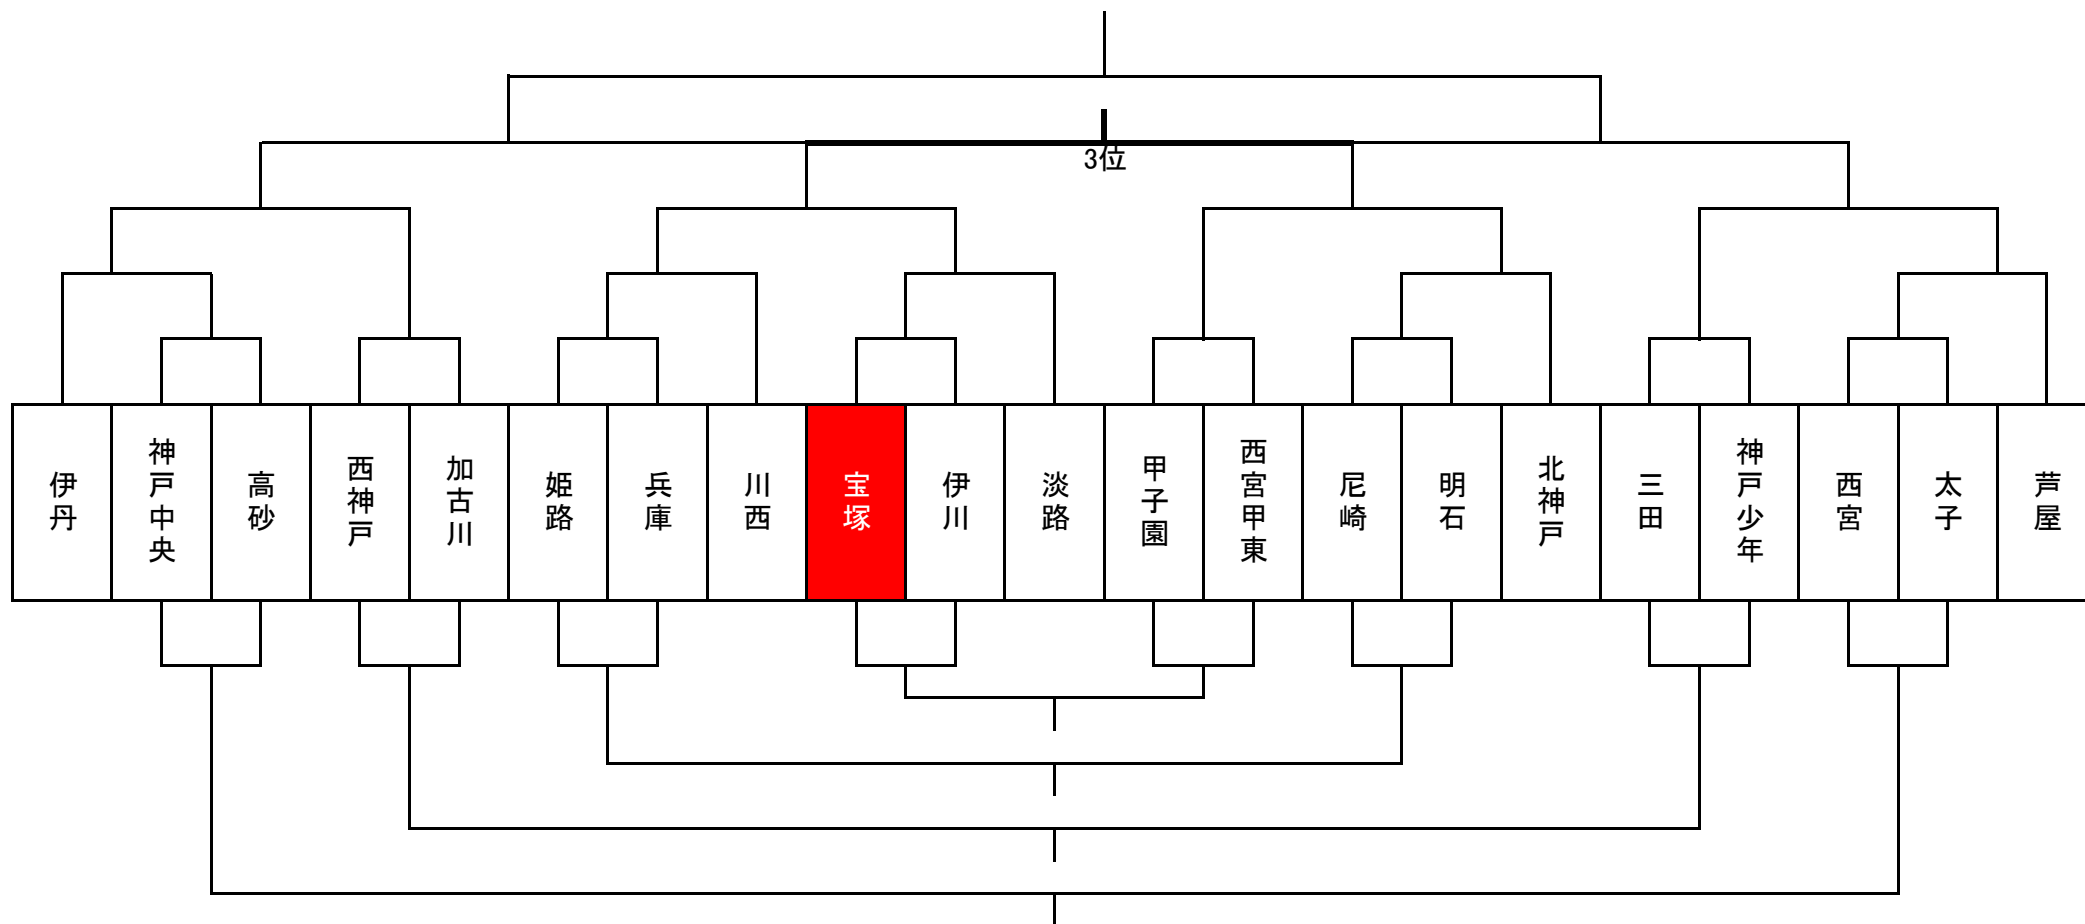 3位
伊丹
神戸中央
高砂
西神戸
加古川
姫路
兵庫
川西
宝塚
伊川
淡路
甲子園
西宮甲東
尼崎
明石
北神戸
三田
神戸少年
西宮
太子
芦屋